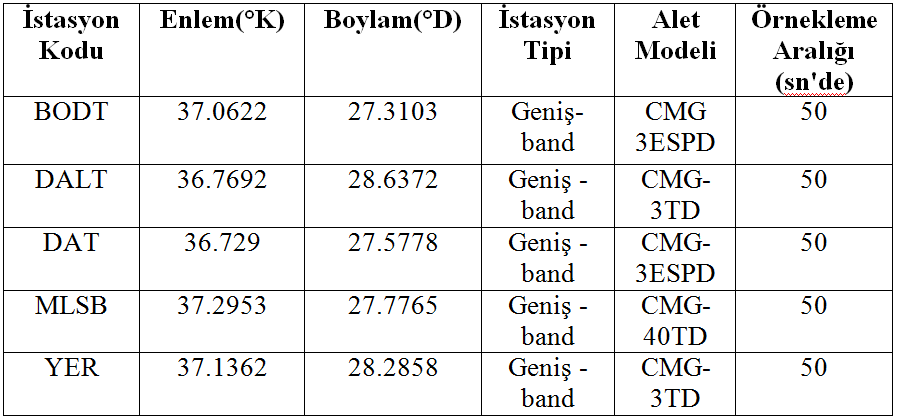 İstasyon Kodu Enlem(°K) Boylam(°D) İstasyon Tipi Alet Modeli Örnekleme Aralığı (sn'de)
BODT 37.0622 27.3103 Geniş-band CMG 3ESPD 50
DALT 36.7692 28.6372 Geniş -band CMG-3TD 50
DAT 36.729 27.5778 Geniş -band CMG-3ESPD 50
MLSB 37.2953 27.7765 Geniş -band CMG-40TD 50
YER 37.1362 28.2858 Geniş -band CMG-3TD 50